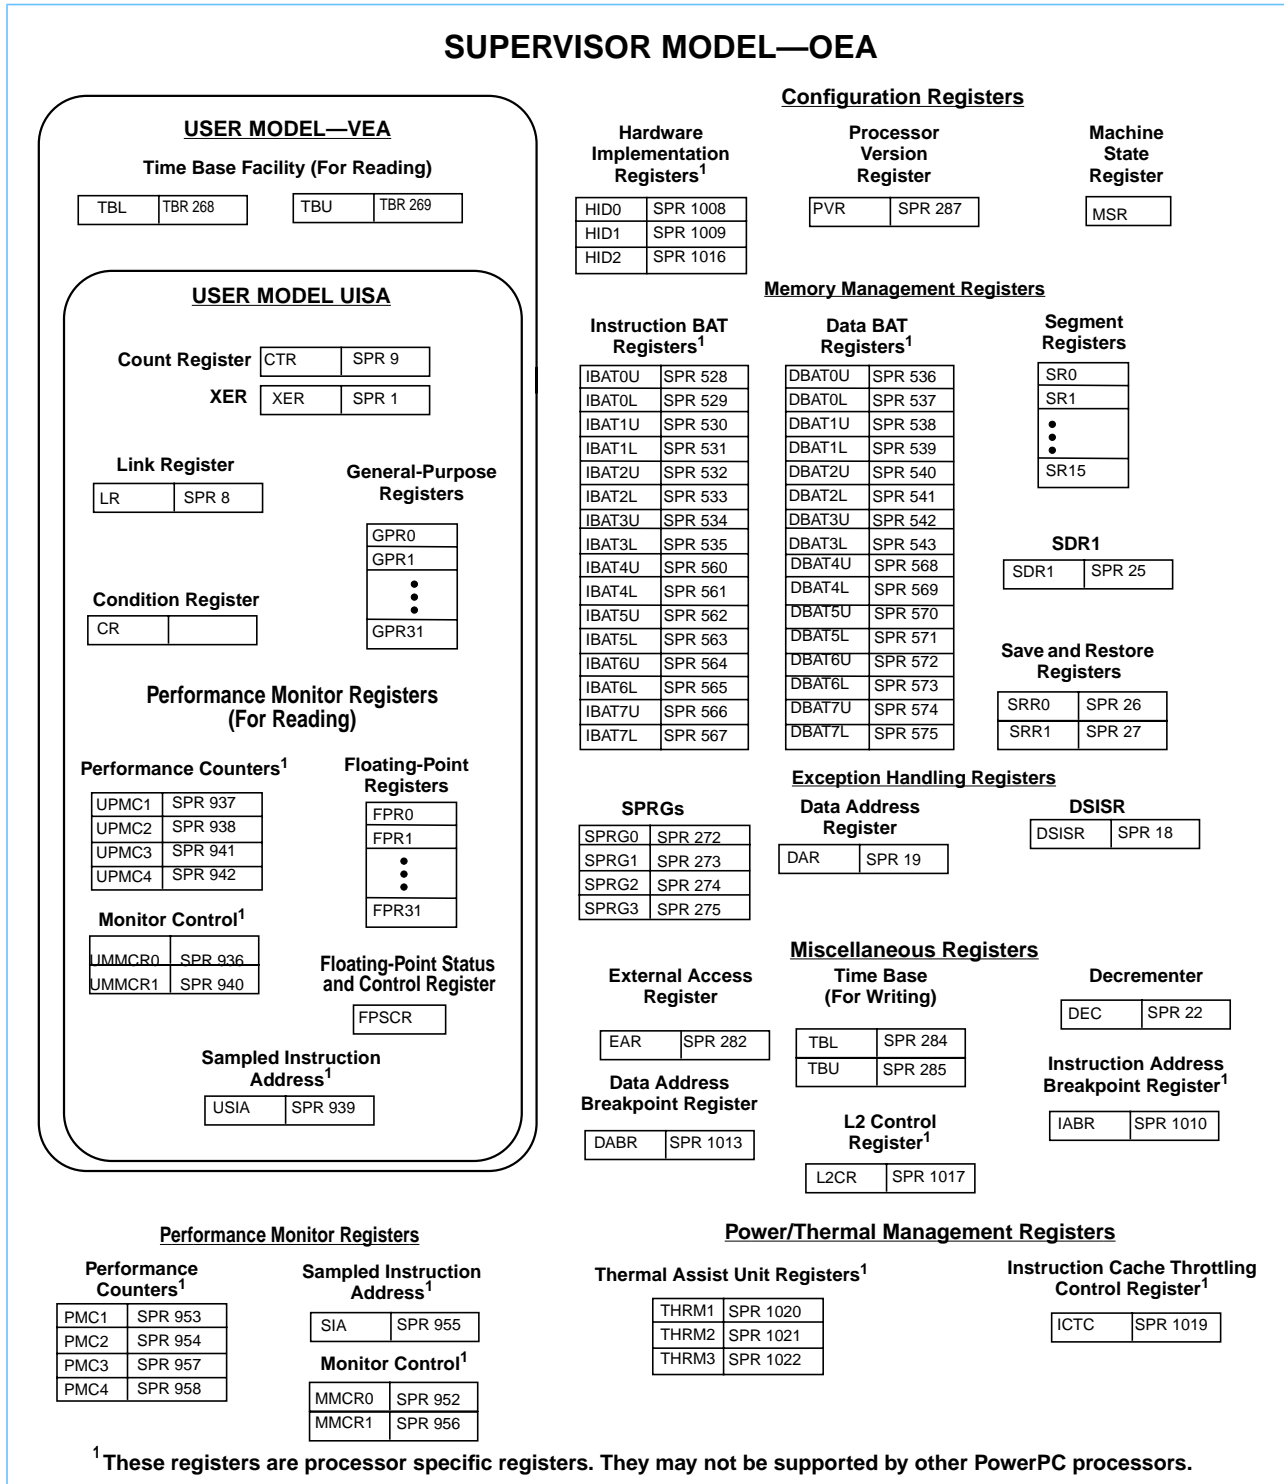 SUPERVISOR MODEL—OEA
USER MODEL—VEA
Time Base Facility (For Reading)
TBL TBR 268 TBU TBR 269
USER MODEL UISA
Count Register CTR SPR 9
XER XER SPR 1
Link Register
LR SPR 8
General-Purpose
Registers
GPR0
GPR1
GPR31
Condition Register
CR
Performance Monitor Registers
(For Reading)
Performance Counters1
UPMC1 SPR 937
UPMC2 SPR 938
UPMC3 SPR 941
UPMC4 SPR 942
Floating-Point
Registers
FPR0
FPR1
FPR31
Monitor Control1
UMMCR0 SPR 936
UMMCR1 SPR 940
Floating-Point Status
and Control Register
FPSCR
Sampled Instruction
Address1
USIA SPR 939
Configuration Registers
Hardware
Implementation
Registers1
HID0 SPR 1008
HID1 SPR 1009
HID2 SPR 1016
Processor
Version
Register
PVR SPR 287
Machine
State
Register
MSR
Memory Management Registers
Instruction BAT
Registers1
IBAT0U SPR 528
IBAT0L SPR 529
IBAT1U SPR 530
IBAT1L SPR 531
IBAT2U SPR 532
IBAT2L SPR 533
IBAT3U SPR 534
IBAT3L SPR 535
IBAT4U SPR 560
IBAT4L SPR 561
IBAT5U SPR 562
IBAT5L SPR 563
IBAT6U SPR 564
IBAT6L SPR 565
IBAT7U SPR 566
IBAT7L SPR 567
Data BAT
Registers1
DBAT0U SPR 536
DBAT0L SPR 537
DBAT1U SPR 538
DBAT1L SPR 539
DBAT2U SPR 540
DBAT2L SPR 541
DBAT3U SPR 542
DBAT3L SPR 543
DBAT4U SPR 568
DBAT4L SPR 569
DBAT5U SPR 570
DBAT5L SPR 571
DBAT6U SPR 572
DBAT6L SPR 573
DBAT7U SPR 574
DBAT7L SPR 575
Segment
Registers
SR0
SR1
SR15
SDR1
SDR1 SPR 25
Save and Restore
Registers
SRR0 SPR 26
SRR1 SPR 27
Exception Handling Registers
SPRGs
SPRG0 SPR 272
SPRG1 SPR 273
SPRG2 SPR 274
SPRG3 SPR 275
Data Address
Register
DAR SPR 19
DSISR
DSISR SPR 18
Miscellaneous Registers
External Access
Register
EAR SPR 282
Time Base
(For Writing)
TBL SPR 284
TBU SPR 285
Decrementer
DEC SPR 22
Data Address
Breakpoint Register
DABR SPR 1013
L2 Control
Register1
L2CR SPR 1017
Instruction Address
Breakpoint Register1
IABR SPR 1010
Performance Monitor Registers
Performance
Counters1
PMC1 SPR 953
PMC2 SPR 954
PMC3 SPR 957
PMC4 SPR 958
Sampled Instruction
Address1
SIA SPR 955
Monitor Control1
MMCR0 SPR 952
MMCR1 SPR 956
Power/Thermal Management Registers
Thermal Assist Unit Registers1
THRM1 SPR 1020
THRM2 SPR 1021
THRM3 SPR 1022
Instruction Cache Throttling
Control Register1
ICTC SPR 1019
1 These registers are processor specific registers. They may not be supported by other PowerPC processors.